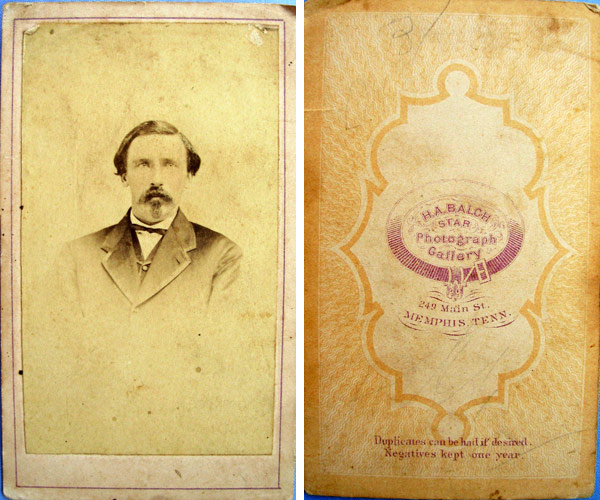 H.A. BALCH
STAR
Photograph
Gallery
249 Main St.
MEMPHIS TENN.
Duplicates can be had if desired.
Negatives kept one year.